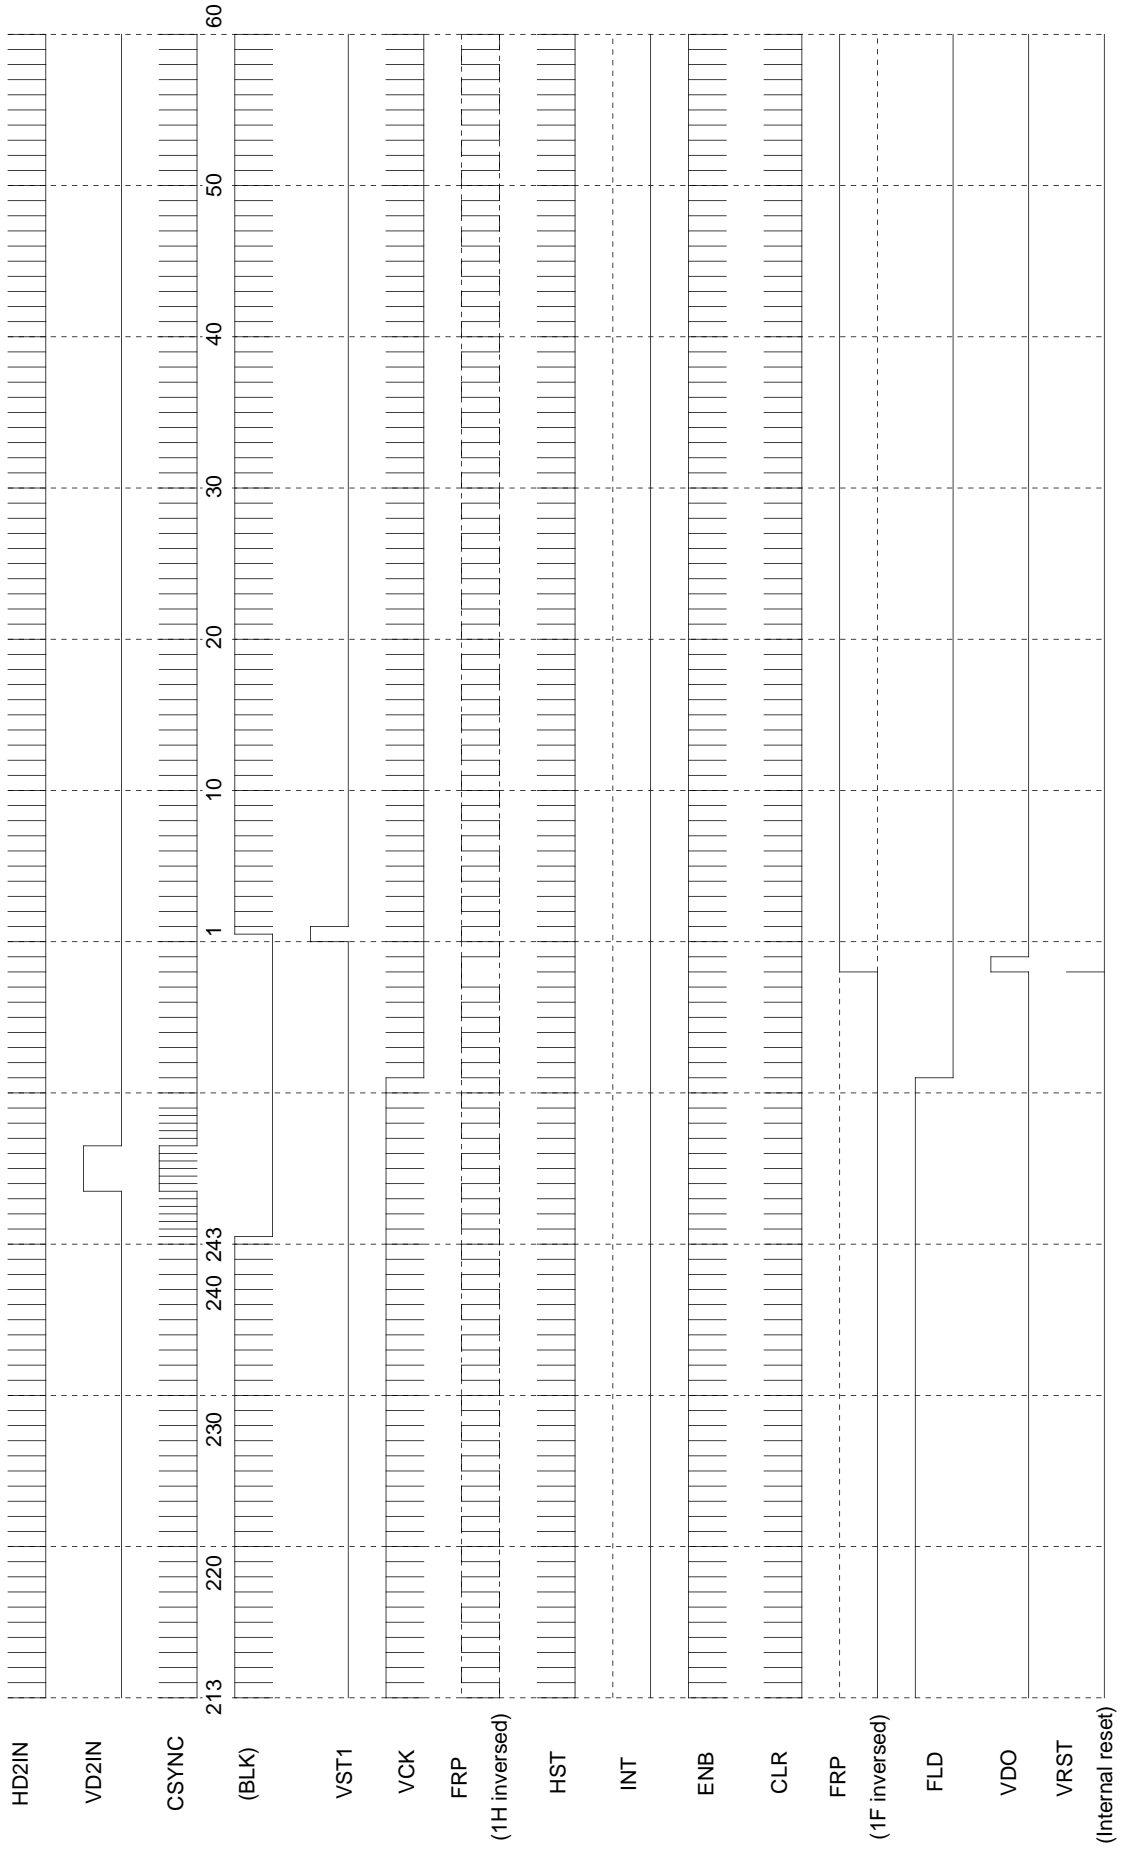 HD2IN
VD2IN
CSYNC
213 220 230 240 243 1 10 20 30 40 50 60
(BLK)
VST1
VCK
FRP
(1H inversed)
HST
INT
ENB
CLR
FRP
(1F inversed)
FLD
VDO
VRST
(Internal reset)